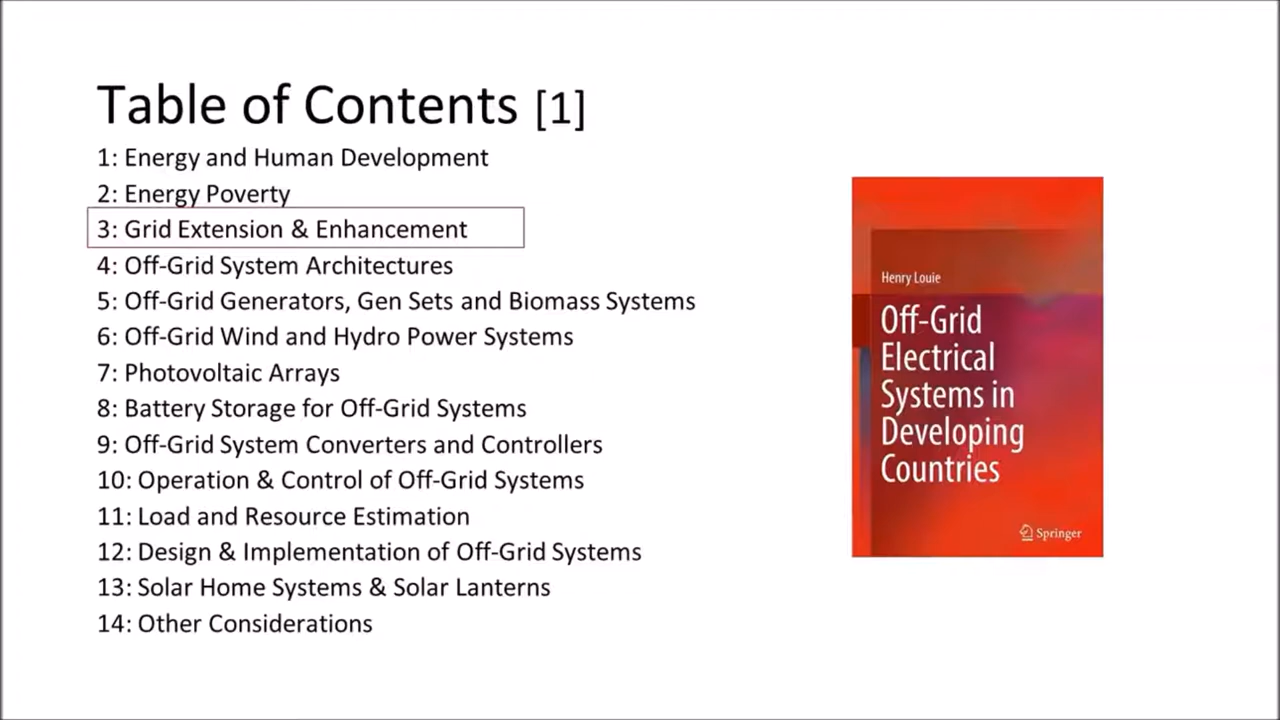 Table of Contents [1]
1: Energy and Human Development
2: Energy Poverty
3: Grid Extension & Enhancement
4: Off-Grid System Architectures
5: Off-Grid Generators, Gen Sets and Biomass Systems
6: Off-Grid Wind and Hydro Power Systems
7: Photovoltaic Arrays
8: Battery Storage for Off-Grid Systems
9: Off-Grid System Converters and Controllers
10: Operation & Control of Off-Grid Systems
11: Load and Resource Estimation
12: Design & Implementation of Off-Grid Systems
13: Solar Home Systems & Solar Lanterns
14: Other Considerations
Henry Louie
Off-Grid
Electrical
Systems in
Developing
Countries
Springer